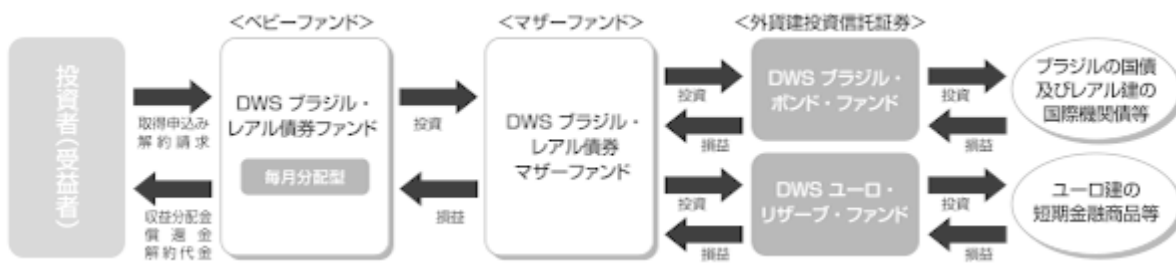 <ベビーファンド>
<マザーファンド>
<外貨建投資信託証券>
投資者(受益者)
取得申込み
解約請求
収益分配金
償還金
解約代金
DWS ブラジル・
レアル債券ファンド
毎月分配型
投資
損益
DWS ブラジル・
レアル債券
マザーファンド
投資
損益
投資
損益
DWS ブラジル・
ボンド・ファンド
DWS ユーロ・
リザーブ・ファンド
投資
損益
投資
損益
ブラジルの国債
及びレアル建の
国際機関債等
ユーロ建の
短期金融商品等